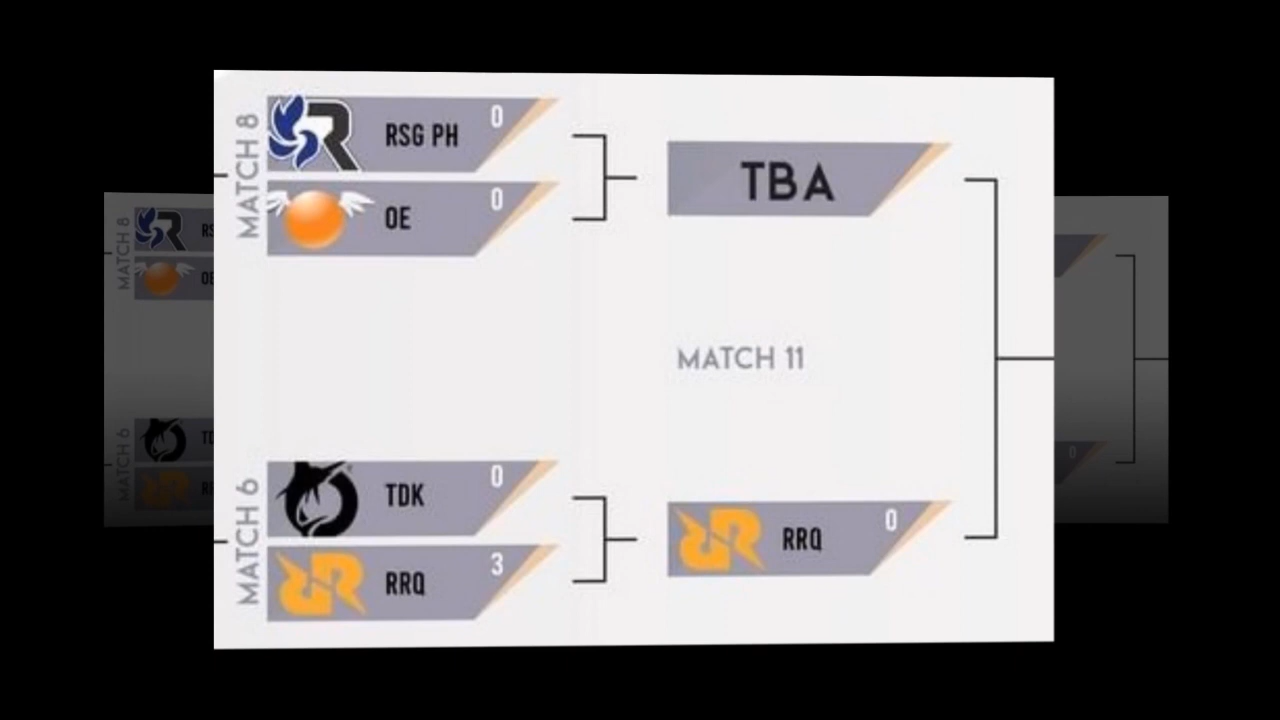 MATCH 8
RSG PH
0
OE
0
TBA
MATCH 11
MATCH 6
TDK
0
RRQ
3
RRQ
0